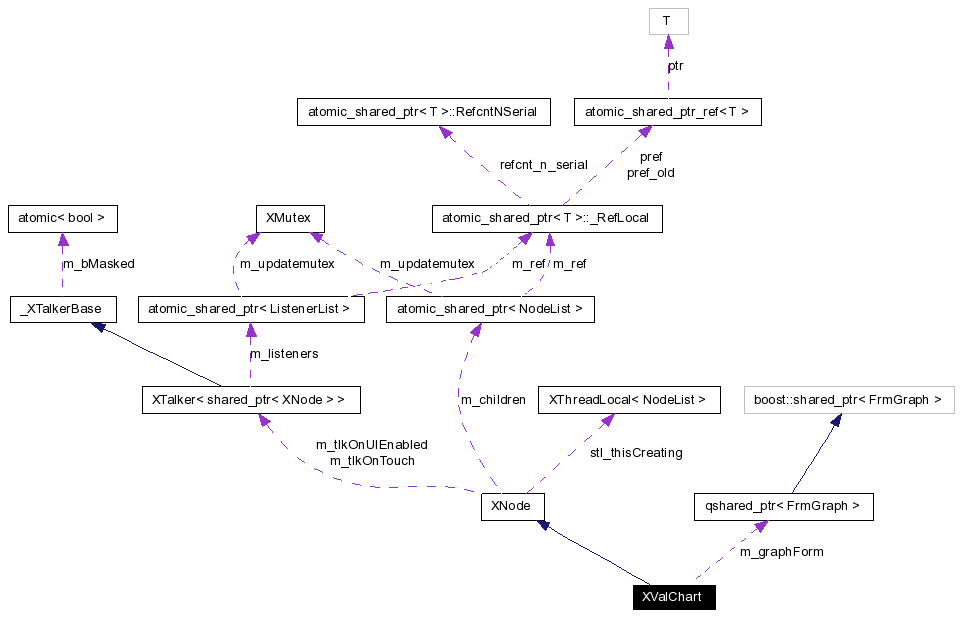 T
ptr
atomic_shared_ptr< T >::RefcntNSerial
atomic_shared_ptr_ref< T >
refcnt_n_serial
pref
pref_old
atomic< bool >
XMutex
atomic_shared_ptr< T >::_RefLocal
m_bMasked
m_updatemutex
m_updatemutex
m_ref
m_ref
_XTalkerBase
atomic_shared_ptr< ListenerList >
atomic_shared_ptr< NodeList >
m_listeners
XTalker< shared_ptr< XNode > >
m_children
XThreadLocal< NodeList >
boost::shared_ptr< FrmGraph >
m_tlkOnUIEnabled
m_tlkOnTouch
stl_thisCreating
XNode
qshared_ptr< FrmGraph >
m_graphForm
XValChart